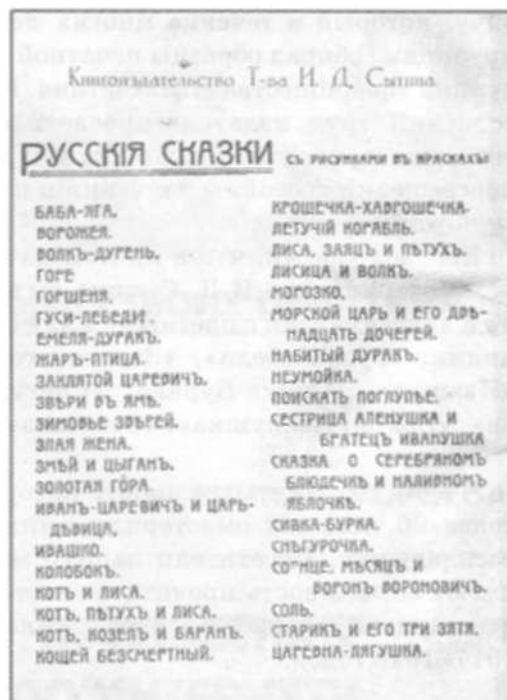 Книгоиздательство Т-ва И. Д. Сытина.
РУССКІЯ СКАЗКИ СЪ РИСУНКАМИ ВЪ КРАСКАХЪ:
БАБА-ЯГА.
ВОРОЖЕЯ.
ВОЛКЪ-ДУРЕНЬ.
ГОРЕ
ГОРШЕНЯ.
ГУСИ-ЛЕБЕДИ.
ЕМЕЛЯ-ДУРАКЪ.
ЖАРЪ-ПТИЦА.
ЗАКЛЯТОЙ ЦАРЕВИЧЪ.
ЗВѢРИ ВЪ ЯМѢ.
ЗИМОВЬЕ ЗВѢРЕЙ.
ЗЛАЯ ЖЕНА.
ЗМѢЙ И ЦЫГАНЪ.
ЗОЛОТАЯ ГОРА.
ИВАНЪ-ЦАРЕВИЧЪ И ЦАРЬ-
ДѢВИЦА.
ИВАШКО.
КОЛОБОКЪ.
КОТЪ И ЛИСА.
КОТЪ, ПѢТУХЪ И ЛИСА.
КОТЪ, КОЗЕЛЪ И БАРАНЪ.
КОЩЕЙ БЕЗСМЕРТНЫЙ.
КРОШЕЧКА-ХАВРОШЕЧКА.
ЛЕТУЧІЙ КОРАБЛЬ.
ЛИСА, ЗАЯЦЪ И ПѢТУХЪ.
ЛИСИЦА И ВОЛКЪ.
МОРОЗКО.
МОРСКОЙ ЦАРЬ И ЕГО ДВѢ-
НАДЦАТЬ ДОЧЕРЕЙ.
НАБИТЫЙ ДУРАКЪ.
НЕУМОЙКА.
ПОИСКАТЬ ПОГЛУПѢЕ.
СЕСТРИЦА АЛЕНУШКА И
БРАТЕЦЪ ИВАНУШКА
СКАЗКА О СЕРЕБРЯНОМЪ
БЛЮДЕЧКѢ И НАЛИВНОМЪ
ЯБЛОЧКѢ.
СИВКА-БУРКА.
СНѢГУРОЧКА.
СОЛНЦЕ, МѢСЯЦЪ И
ВОРОНЪ ВОРОНОВИЧЪ.
СОЛЬ.
СТАРИКЪ И ЕГО ТРИ ЗЯТЯ.
ЦАРЕВНА-ЛЯГУШКА.